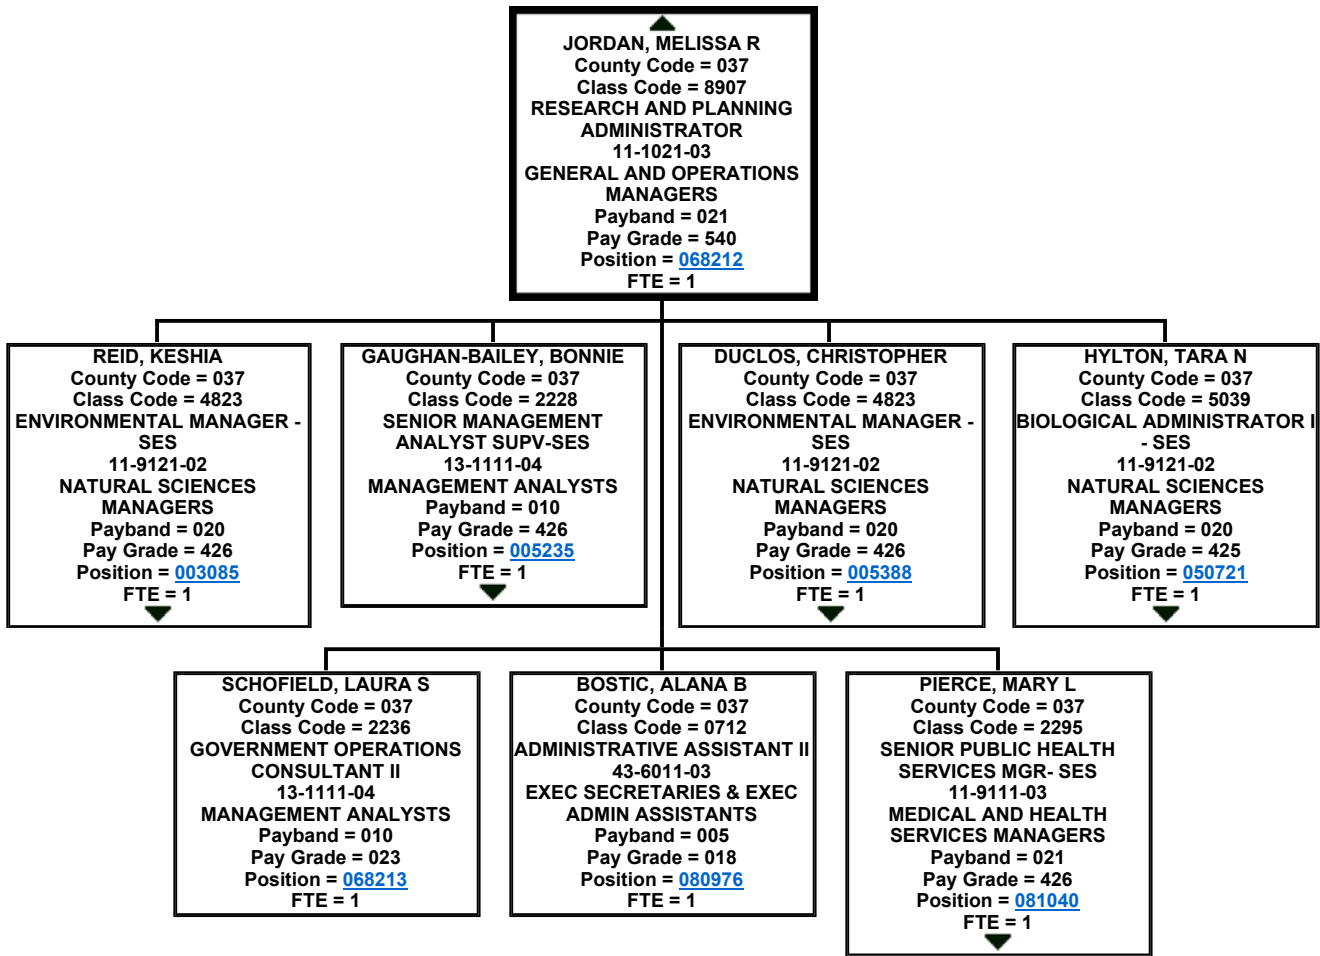 JORDAN, MELISSA R
County Code = 037
Class Code = 8907
RESEARCH AND PLANNING
ADMINISTRATOR
11-1021-03
GENERAL AND OPERATIONS
MANAGERS
Payband = 021
Pay Grade = 540
Position = 068212
FTE = 1
REID, KESHIA
County Code = 037
Class Code = 4823
ENVIRONMENTAL MANAGER -
SES
11-9121-02
NATURAL SCIENCES
MANAGERS
Payband = 020
Pay Grade = 426
Position = 003085
FTE = 1
GAUGHAN-BAILEY, BONNIE
County Code = 037
Class Code = 2228
SENIOR MANAGEMENT
ANALYST SUPV-SES
13-1111-04
MANAGEMENT ANALYSTS
Payband = 010
Pay Grade = 426
Position = 005235
FTE = 1
DUCLOS, CHRISTOPHER
County Code = 037
Class Code = 4823
ENVIRONMENTAL MANAGER -
SES
11-9121-02
NATURAL SCIENCES
MANAGERS
Payband = 020
Pay Grade = 426
Position = 005388
FTE = 1
HYLTON, TARA N
County Code = 037
Class Code = 5039
BIOLOGICAL ADMINISTRATOR I
- SES
11-9121-02
NATURAL SCIENCES
MANAGERS
Payband = 020
Pay Grade = 425
Position = 050721
FTE = 1
SCHOFIELD, LAURA S
County Code = 037
Class Code = 2236
GOVERNMENT OPERATIONS
CONSULTANT II
13-1111-04
MANAGEMENT ANALYSTS
Payband = 010
Pay Grade = 023
Position = 068213
FTE = 1
BOSTIC, ALANA B
County Code = 037
Class Code = 0712
ADMINISTRATIVE ASSISTANT II
43-6011-03
EXEC SECRETARIES & EXEC
ADMIN ASSISTANTS
Payband = 005
Pay Grade = 018
Position = 080976
FTE = 1
PIERCE, MARY L
County Code = 037
Class Code = 2295
SENIOR PUBLIC HEALTH
SERVICES MGR- SES
11-9111-03
MEDICAL AND HEALTH
SERVICES MANAGERS
Payband = 021
Pay Grade = 426
Position = 081040
FTE = 1